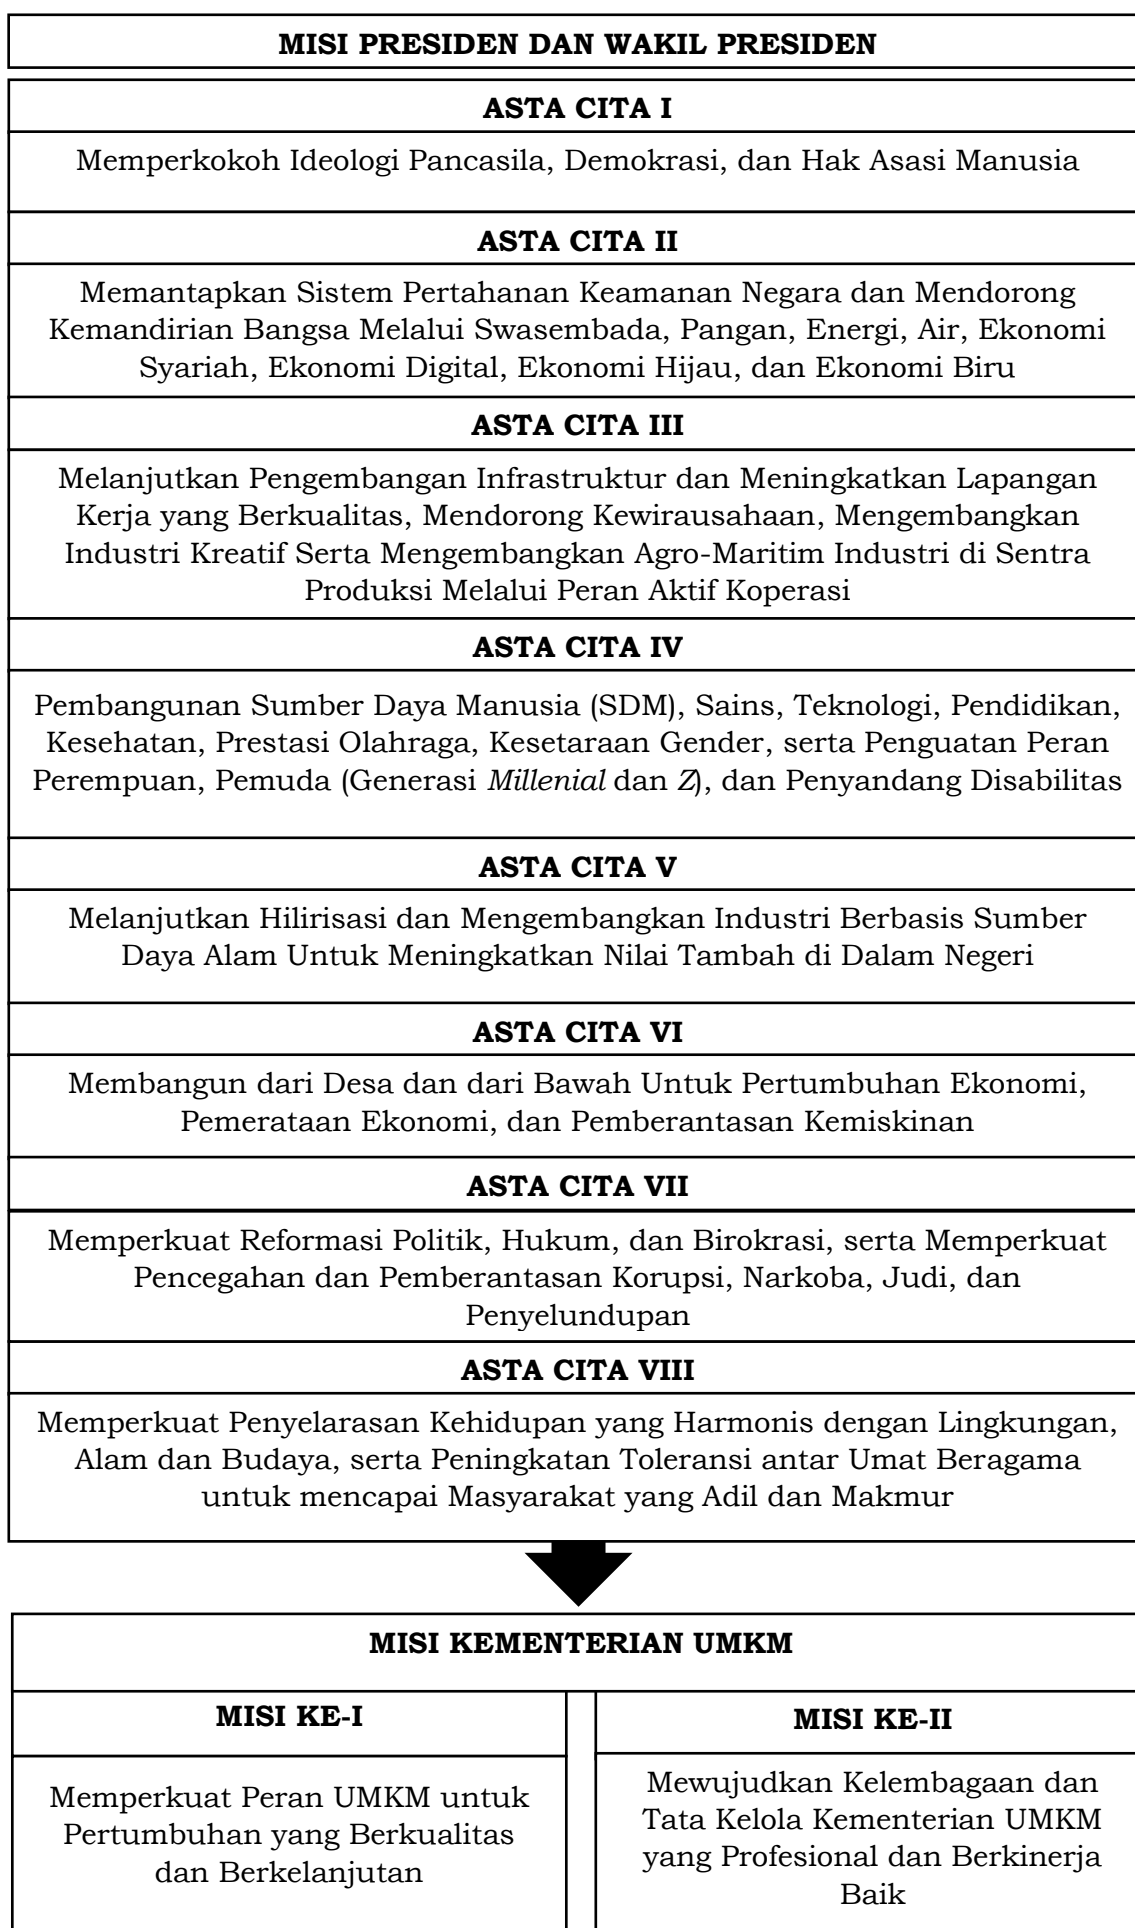 MISI PRESIDEN DAN WAKIL PRESIDEN
ASTA CITA I
Memperkokoh Ideologi Pancasila, Demokrasi, dan Hak Asasi Manusia
ASTA CITA II
Memantapkan Sistem Pertahanan Keamanan Negara dan Mendorong
Kemandirian Bangsa Melalui Swasembada, Pangan, Energi, Air, Ekonomi
Syariah, Ekonomi Digital, Ekonomi Hijau, dan Ekonomi Biru
ASTA CITA III
Melanjutkan Pengembangan Infrastruktur dan Meningkatkan Lapangan
Kerja yang Berkualitas, Mendorong Kewirausahaan, Mengembangkan
Industri Kreatif Serta Mengembangkan Agro-Maritim Industri di Sentra
Produksi Melalui Peran Aktif Koperasi
ASTA CITA IV
Pembangunan Sumber Daya Manusia (SDM), Sains, Teknologi, Pendidikan,
Kesehatan, Prestasi Olahraga, Kesetaraan Gender, serta Penguatan Peran
Perempuan, Pemuda (Generasi Millenial dan Z), dan Penyandang Disabilitas
ASTA CITA V
Melanjutkan Hilirisasi dan Mengembangkan Industri Berbasis Sumber
Daya Alam Untuk Meningkatkan Nilai Tambah di Dalam Negeri
ASTA CITA VI
Membangun dari Desa dan dari Bawah Untuk Pertumbuhan Ekonomi,
Pemerataan Ekonomi, dan Pemberantasan Kemiskinan
ASTA CITA VII
Memperkuat Reformasi Politik, Hukum, dan Birokrasi, serta Memperkuat
Pencegahan dan Pemberantasan Korupsi, Narkoba, Judi, dan
Penyelundupan
ASTA CITA VIII
Memperkuat Penyelarasan Kehidupan yang Harmonis dengan Lingkungan,
Alam dan Budaya, serta Peningkatan Toleransi antar Umat Beragama
untuk mencapai Masyarakat yang Adil dan Makmur
MISI KEMENTERIAN UMKM
MISI KE-I
Memperkuat Peran UMKM untuk
Pertumbuhan yang Berkualitas
dan Berkelanjutan
MISI KE-II
Mewujudkan Kelembagaan dan
Tata Kelola Kementerian UMKM
yang Profesional dan Berkinerja
Baik